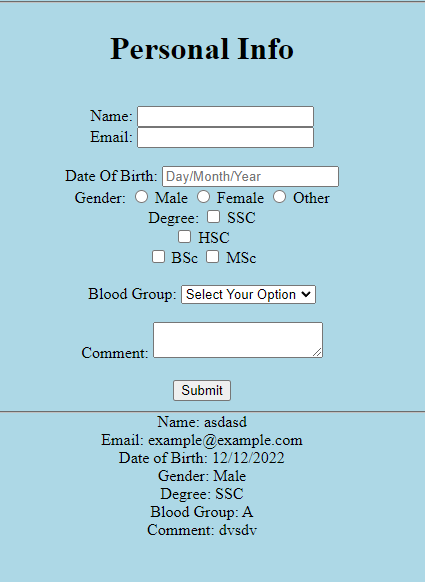 Personal Info
Name:
Email:
Date Of Birth: Day/Month/Year
Gender: Male Female Other
Degree: SSC
HSC
BSc MSc
Blood Group: Select Your Option
Comment:
Submit
Name: asdasd
Email: example@example.com
Date of Birth: 12/12/2022
Gender: Male
Degree: SSC
Blood Group: A
Comment: dvsdv